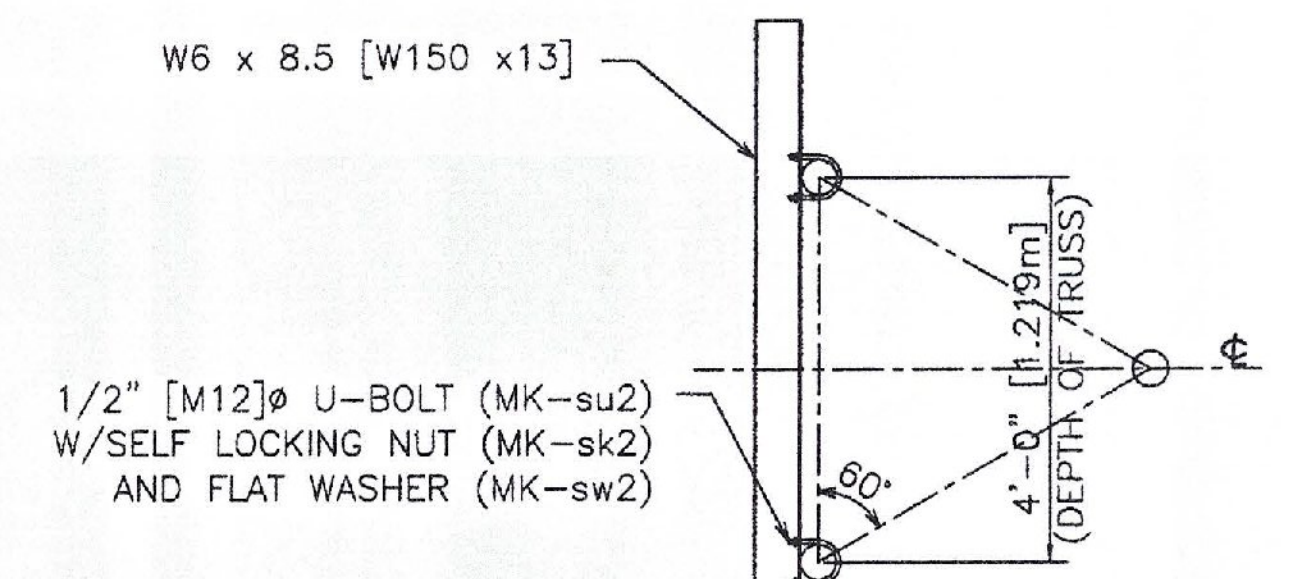 W6 x 8.5 [W150 x13]
1/2" [M12]ø U-BOLT (MK-su2)
W/SELF LOCKING NUT (MK-sk2)
AND FLAT WASHER (MK-sw2)
60°
4'-0" [1.219m]
(DEPTH OF TRUSS)
℄